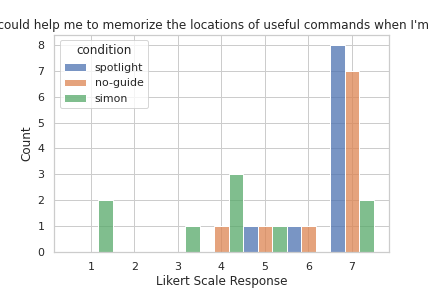 could help me to memorize the locations of useful commands when I'm
condition
spotlight
no-guide
simon
8
7
6
5
4
3
2
1
0
Count
1 2 3 4 5 6 7
Likert Scale Response